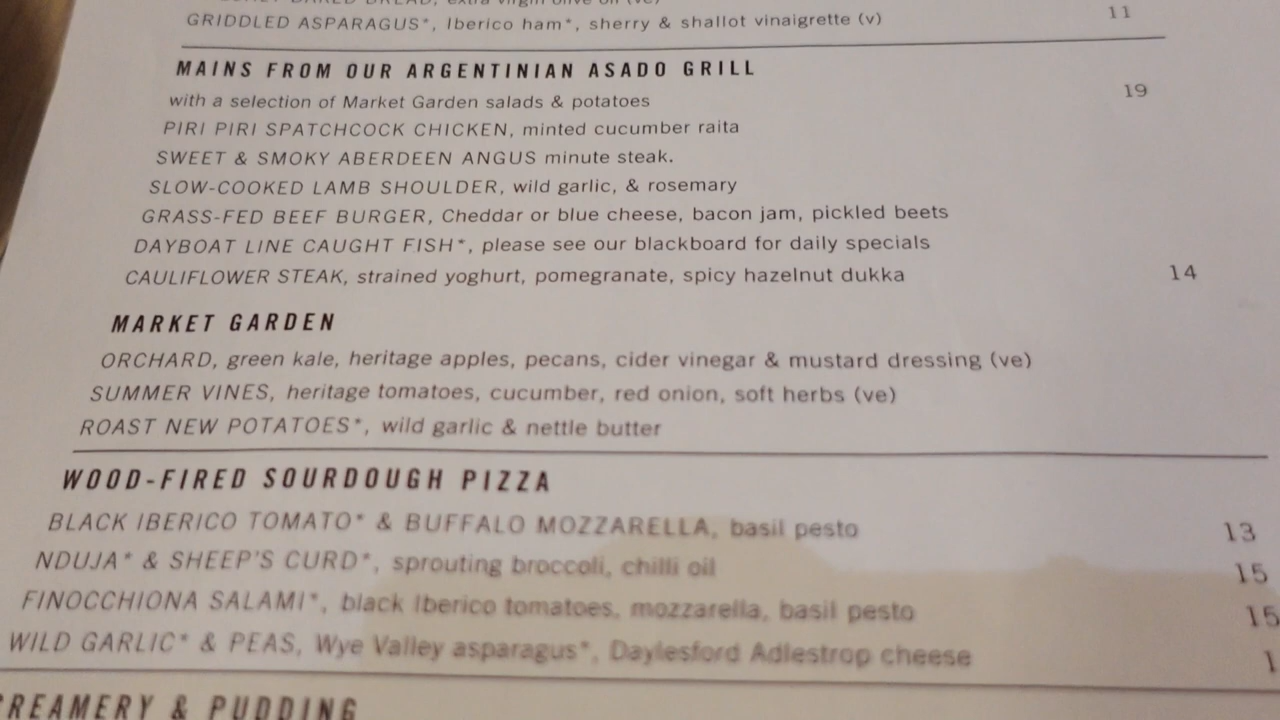 extra virgin olive oil (ve)
GRIDDLED ASPARAGUS*, Iberico ham*, sherry & shallot vinaigrette (v) 11
MAINS FROM OUR ARGENTINIAN ASADO GRILL
with a selection of Market Garden salads & potatoes 19
PIRI PIRI SPATCHCOCK CHICKEN, minted cucumber raita
SWEET & SMOKY ABERDEEN ANGUS minute steak.
SLOW-COOKED LAMB SHOULDER, wild garlic, & rosemary
GRASS-FED BEEF BURGER, Cheddar or blue cheese, bacon jam, pickled beets
DAYBOAT LINE CAUGHT FISH*, please see our blackboard for daily specials
CAULIFLOWER STEAK, strained yoghurt, pomegranate, spicy hazelnut dukka 14
MARKET GARDEN
ORCHARD, green kale, heritage apples, pecans, cider vinegar & mustard dressing (ve)
SUMMER VINES, heritage tomatoes, cucumber, red onion, soft herbs (ve)
ROAST NEW POTATOES*, wild garlic & nettle butter
WOOD-FIRED SOURDOUGH PIZZA
BLACK IBERICO TOMATO* & BUFFALO MOZZARELLA, basil pesto 13
NDUJA* & SHEEP'S CURD*, sprouting broccoli, chilli oil 15
FINOCCHIONA SALAMI*, black Iberico tomatoes, mozzarella, basil pesto 15
WILD GARLIC* & PEAS, Wye Valley asparagus*, Daylesford Adlestrop cheese 1
REAMERY & PUDDING